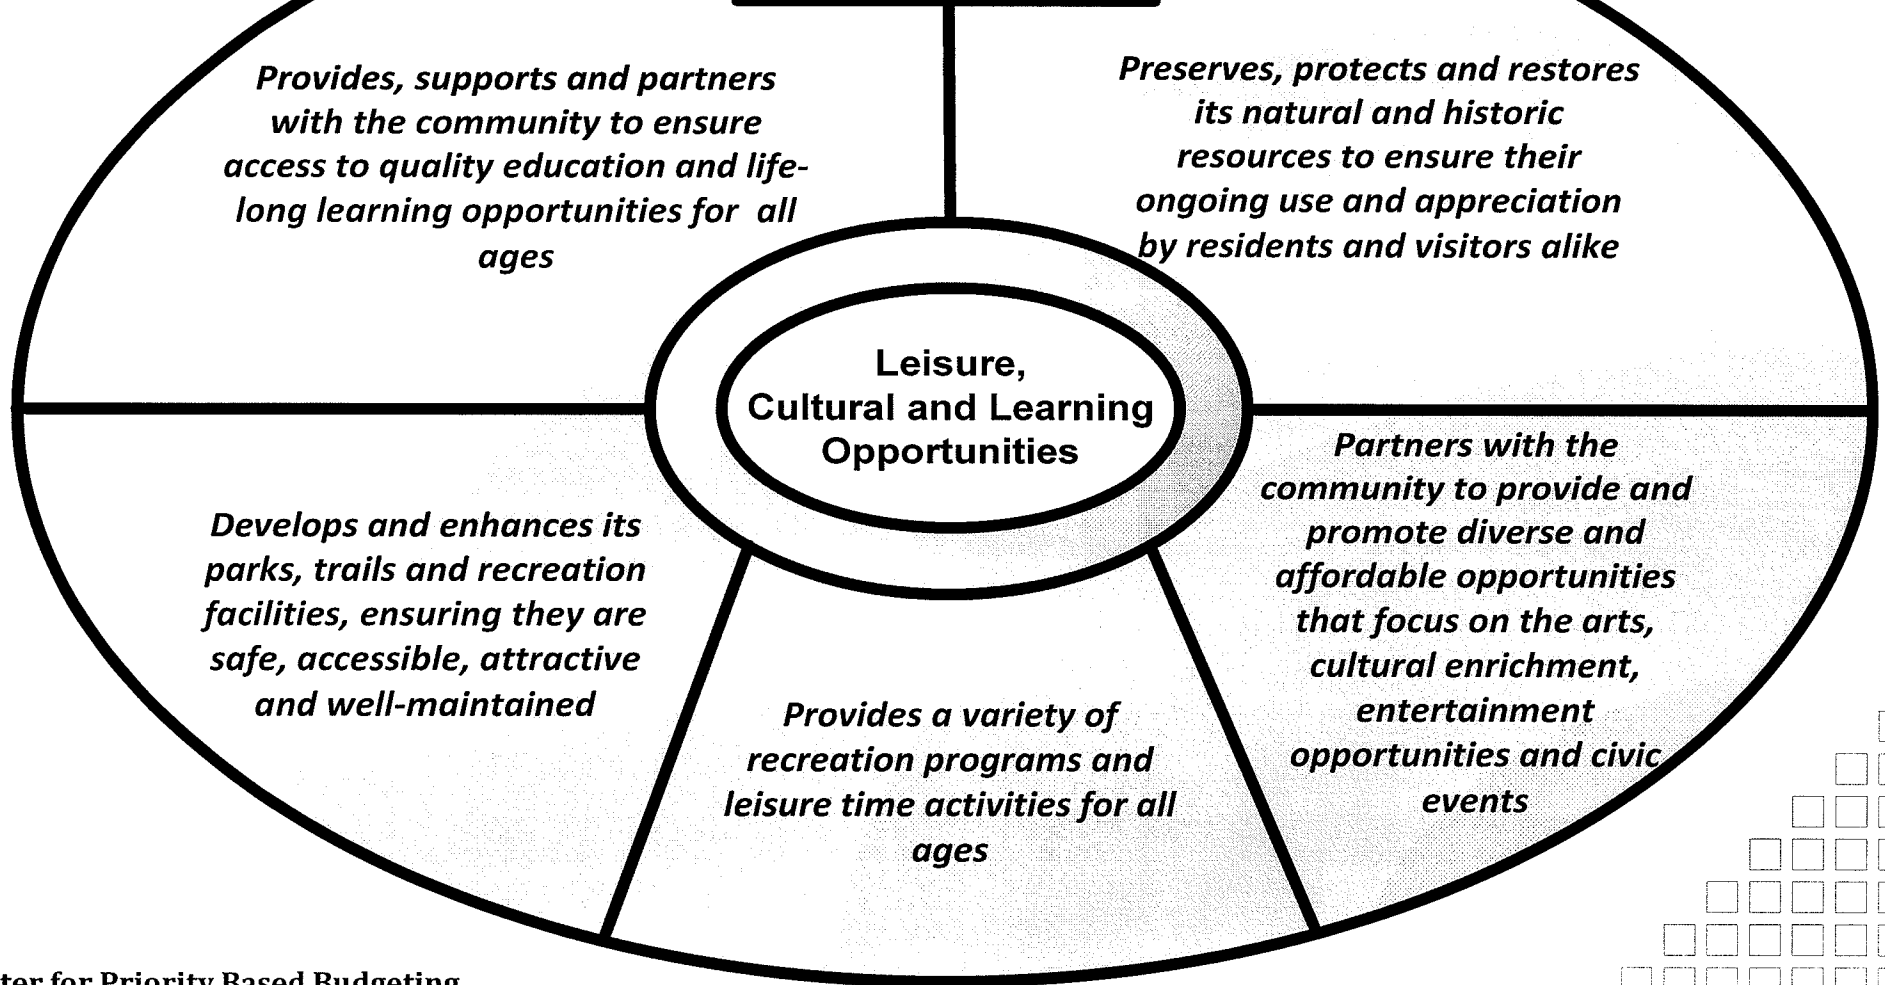 Provides, supports and partners
with the community to ensure
access to quality education and life-
long learning opportunities for all
ages
Preserves, protects and restores
its natural and historic
resources to ensure their
ongoing use and appreciation
by residents and visitors alike
Leisure,
Cultural and Learning
Opportunities
Develops and enhances its
parks, trails and recreation
facilities, ensuring they are
safe, accessible, attractive
and well-maintained
Provides a variety of
recreation programs and
leisure time activities for all
ages
Partners with the
community to provide and
promote diverse and
affordable opportunities
that focus on the arts,
cultural enrichment,
entertainment
opportunities and civic
events
for Priority Based Budgeting